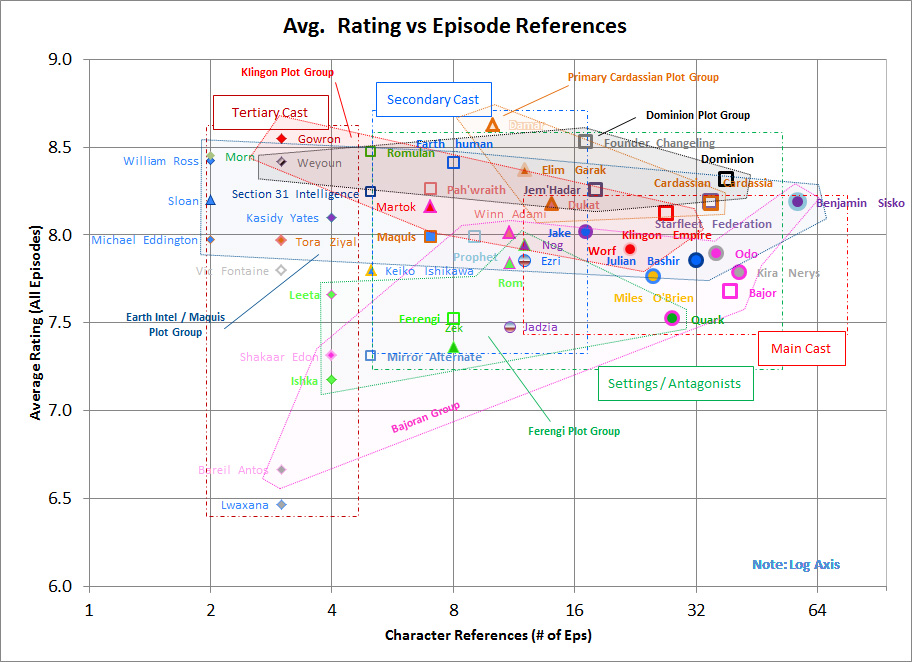 Avg. Rating vs Episode References
9.0
Klingon Plot Group
Primary Cardassian Plot Group
Tertiary Cast
Secondary Cast
Dominion Plot Group
Damar
Gowron
8.5
Morn
Romulan
Earth human
Founder Changeling
William Ross
Weyoun
Dominion
Elim Garak
Cardassian Cardassia
Section 31 Intelligence
Pah'wraith
Jem'Hadar
Sloan
Martok
Dukat
Benjamin Sisko
Kasidy Yates
Winn Adami
Starfleet Federation
8.0
Michael Eddington
Tora Ziyal
Maquis
Jake
Klingon Empire
Nog
Worf
Odo
Prophet
Ezri
Julian Bashir
Vic Fontaine
Keiko Ishikawa
Rom
Kira Nerys
Leeta
Miles O'Brien
Bajor
Earth Intel / Maquis
Plot Group
Ferengi
Zek
Jadzia
Quark
7.5
Shakaar Edon
Mirror Alternate
Main Cast
Ishka
Settings / Antagonists
7.0
Bajoran Group
Ferengi Plot Group
Bareil Antos
6.5
Lwaxana
Note: Log Axis
6.0
1 2 4 8 16 32 64
Character References (# of Eps)
Average Rating (All Episodes)